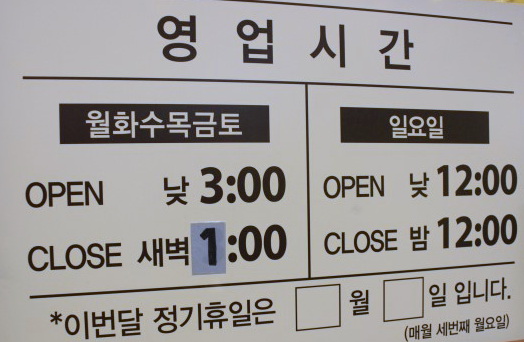 영 업 시 간
월화수목금토
OPEN 낮 3:00
CLOSE 새벽 1:00
일요일
OPEN 낮 12:00
CLOSE 밤 12:00
*이번달 정기휴일은 □ 월 □ 일 입니다.
(매월 세번째 월요일)